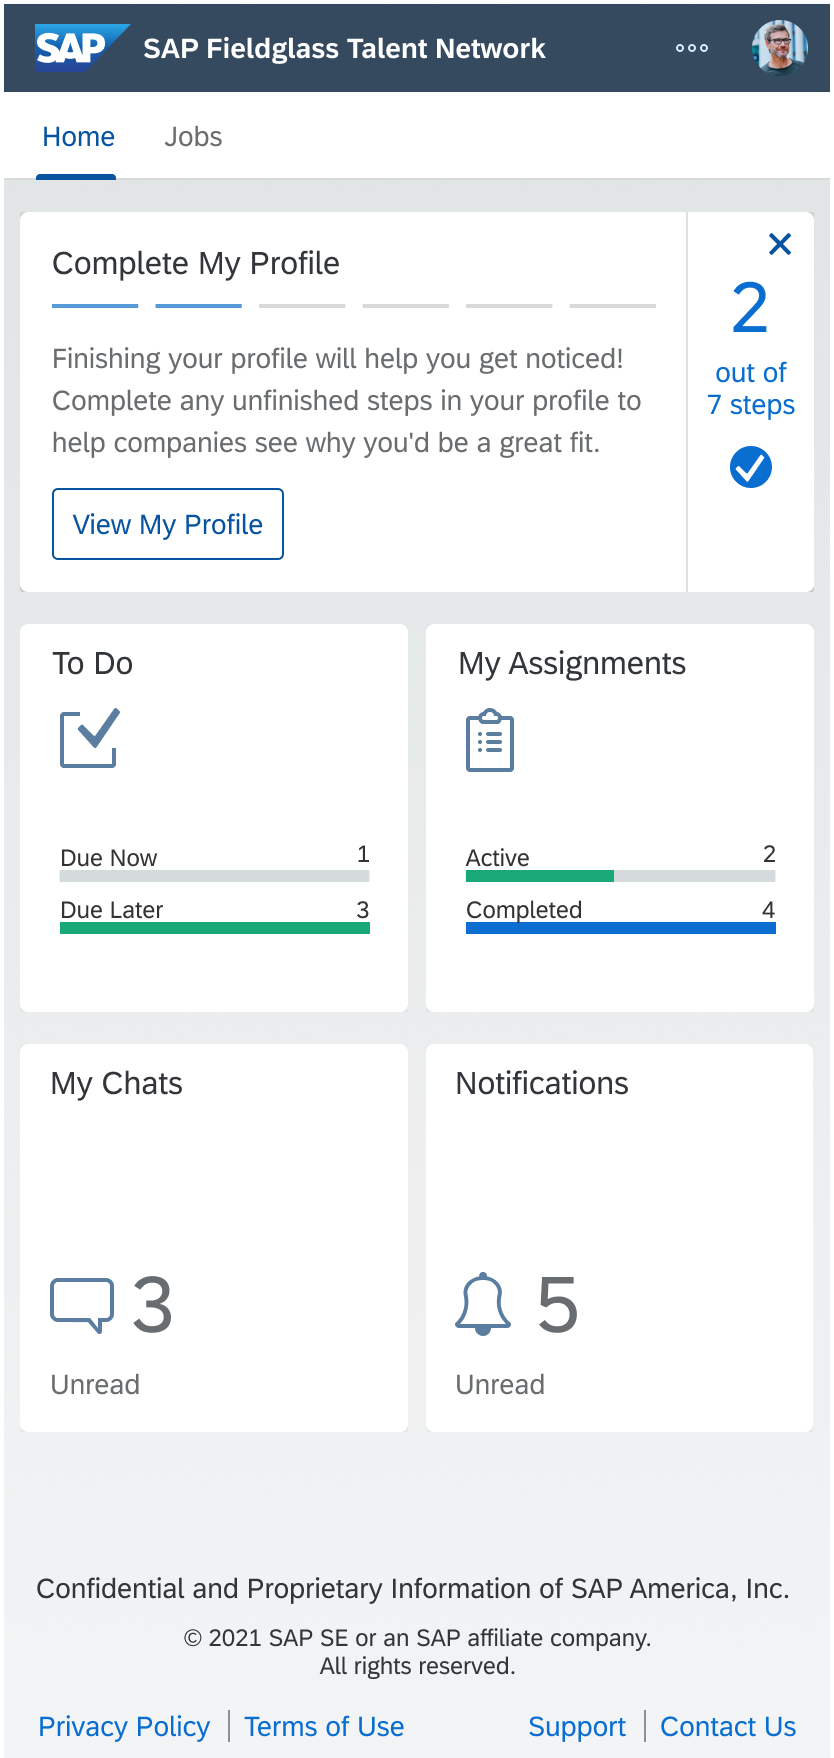 SAP SAP Fieldglass Talent Network
Home Jobs
Complete My Profile
Finishing your profile will help you get noticed!
Complete any unfinished steps in your profile to
help companies see why you'd be a great fit.
View My Profile
2
out of
7 steps
To Do
Due Now 1
Due Later 3
My Assignments
Active 2
Completed 4
My Chats
3
Unread
Notifications
5
Unread
Confidential and Proprietary Information of SAP America, Inc.
© 2021 SAP SE or an SAP affiliate company.
All rights reserved.
Privacy Policy | Terms of Use Support | Contact Us